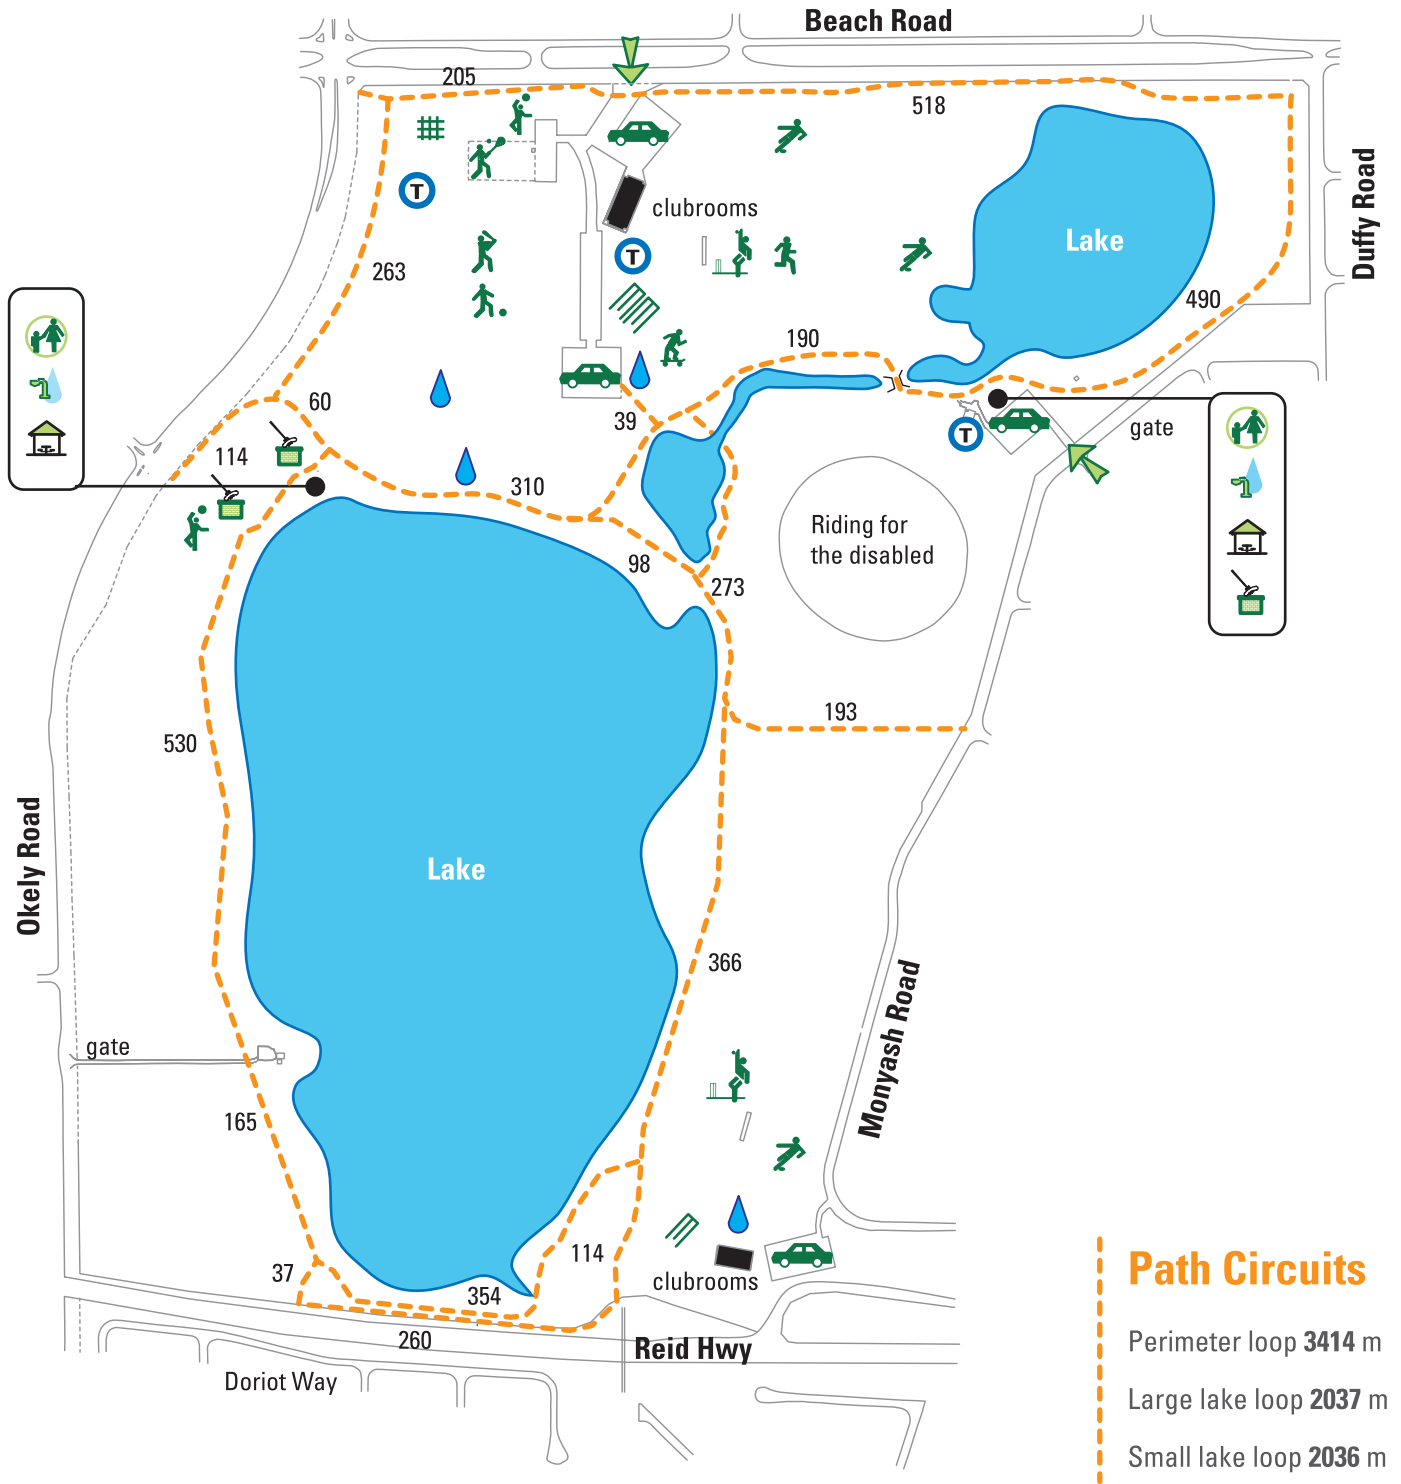 Beach Road
205
518
T
clubrooms
T
Lake
Duffy Road
263
490
190
60
39
T
gate
114
310
Riding for
the disabled
98
273
193
530
Lake
Okely Road
366
Monyash Road
gate
165
114
37
354
clubrooms
260
Reid Hwy
Doriot Way
Path Circuits
Perimeter loop 3414 m
Large lake loop 2037 m
Small lake loop 2036 m